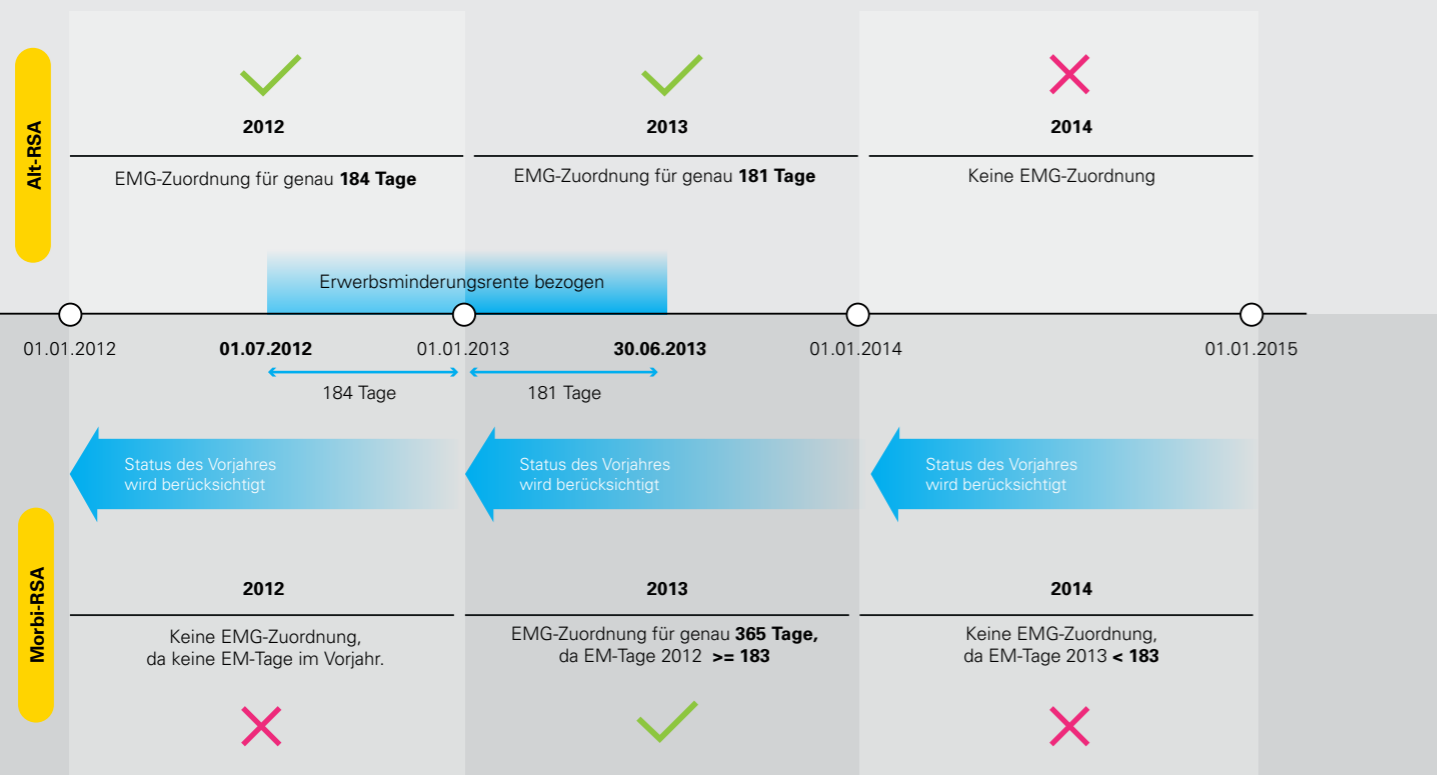 Alt-RSA
2012
2013
2014
EMG-Zuordnung für genau 184 Tage
EMG-Zuordnung für genau 181 Tage
Keine EMG-Zuordnung
Erwerbsminderungsrente bezogen
01.01.2012
01.07.2012
01.01.2013
30.06.2013
01.01.2014
01.01.2015
184 Tage
181 Tage
Status des Vorjahres
wird berücksichtigt
Status des Vorjahres
wird berücksichtigt
Status des Vorjahres
wird berücksichtigt
Morbi-RSA
2012
Keine EMG-Zuordnung,
da keine EM-Tage im Vorjahr.
2013
EMG-Zuordnung für genau 365 Tage,
da EM-Tage 2012 >= 183
2014
Keine EMG-Zuordnung,
da EM-Tage 2013 < 183